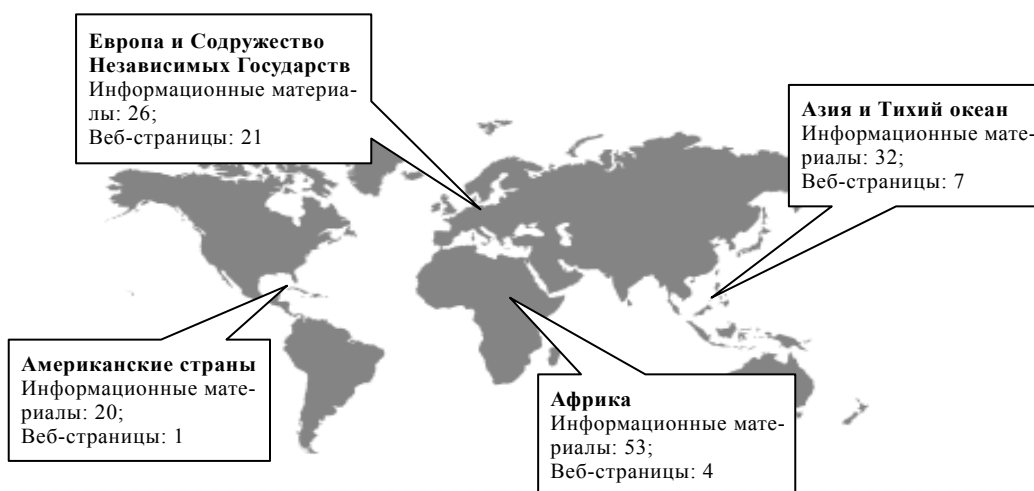 Европа и Содружество
Независимых Государств
Информационные материа-
лы: 26;
Веб-страницы: 21
Азия и Тихий океан
Информационные мате-
риалы: 32;
Веб-страницы: 7
Американские страны
Информационные мате-
риалы: 20;
Веб-страницы: 1
Африка
Информационные мате-
риалы: 53;
Веб-страницы: 4